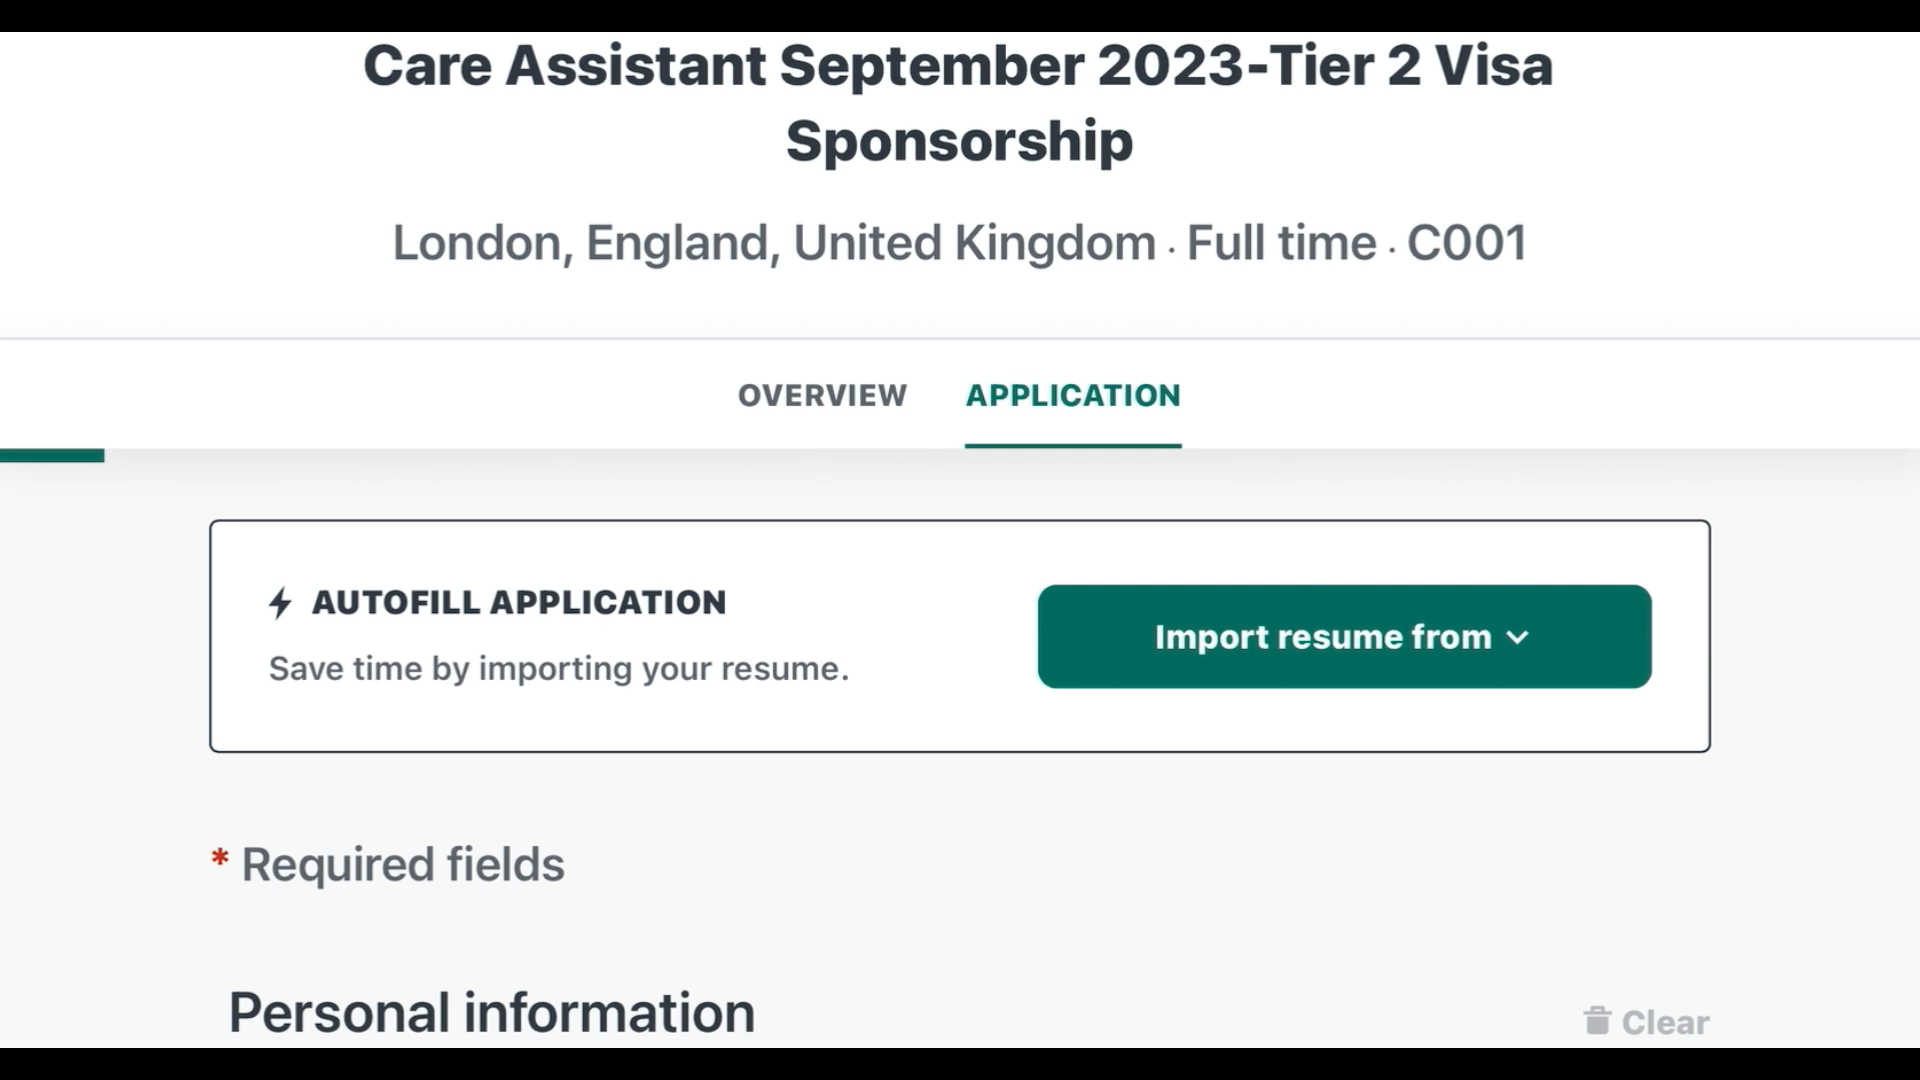 Care Assistant September 2023-Tier 2 Visa
Sponsorship
London, England, United Kingdom · Full time · C001
OVERVIEW APPLICATION
AUTOFILL APPLICATION
Save time by importing your resume.
Import resume from
* Required fields
Personal information
Clear